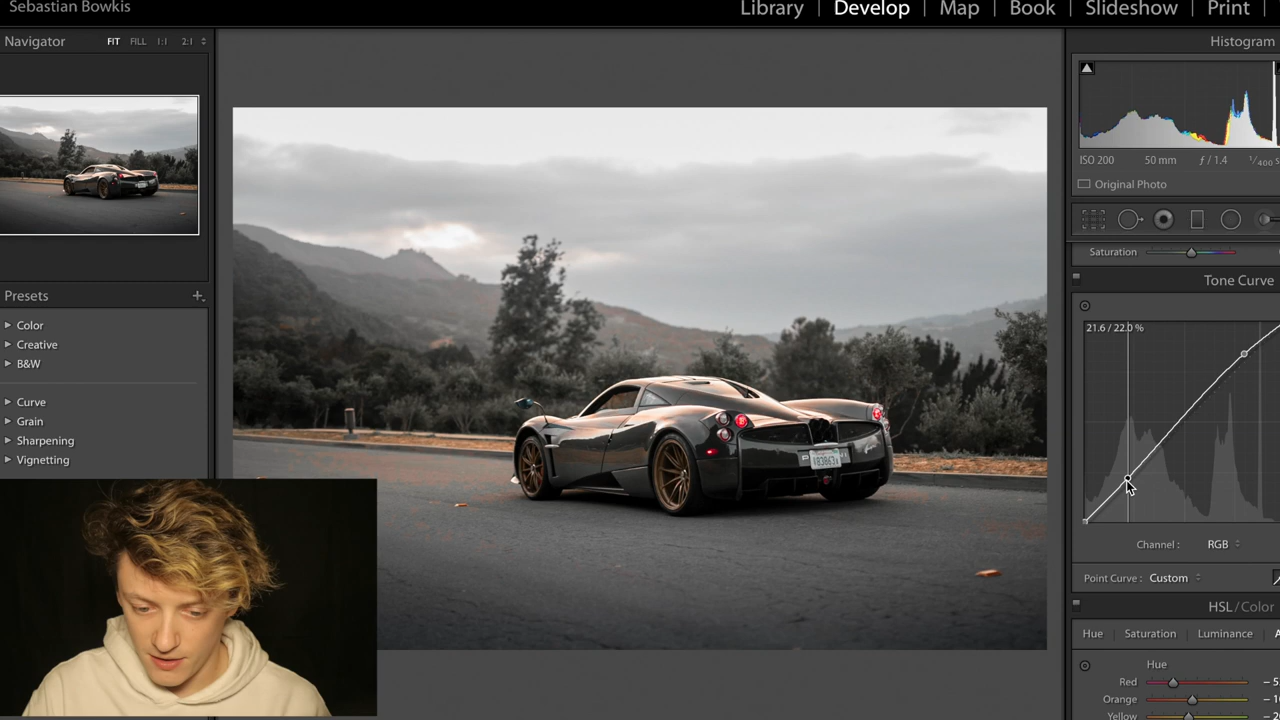 Sebastian Bowkis
Library | Develop | Map | Book | Slideshow | Print |
Navigator FIT FILL 1:1 2:1
Histogram
ISO 200 50 mm ƒ / 1.4 1/400 s
Original Photo
Saturation
Presets +
Tone Curve
Color
Creative
B&W
21.6 / 22.0 %
Curve
Grain
Sharpening
Vignetting
Channel : RGB
Point Curve : Custom
HSL / Color
Hue Saturation Luminance
Hue
Red
Orange
Yellow